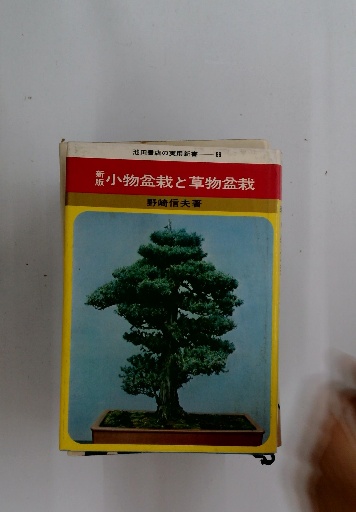 池田書店の実用新書——88
新版 小物盆栽と草物盆栽
野崎信夫著